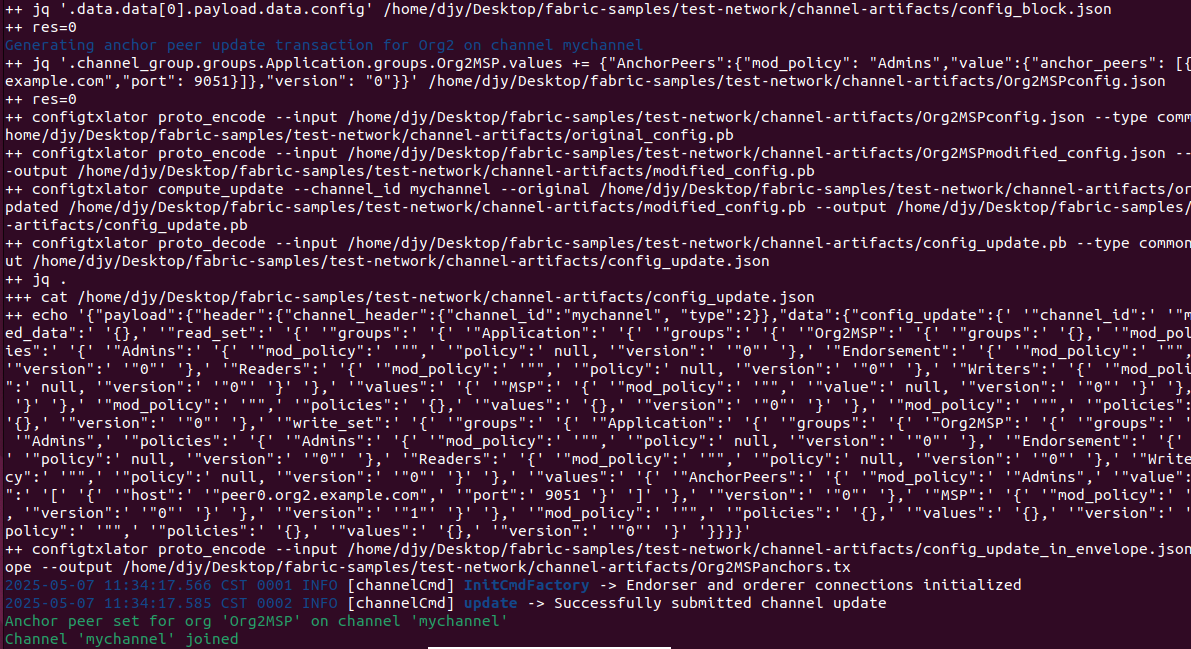 ++ jq '.data.data[0].payload.data.config' /home/djy/Desktop/fabric-samples/test-network/channel-artifacts/config_block.json
++ res=0
Generating anchor peer update transaction for Org2 on channel mychannel
++ jq '.channel_group.groups.Application.groups.Org2MSP.values += {"AnchorPeers":{"mod_policy": "Admins","value":{"anchor_peers": [{
example.com","port": 9051}]},"version": "0"}}' /home/djy/Desktop/fabric-samples/test-network/channel-artifacts/Org2MSPconfig.json
++ res=0
++ configtxlator proto_encode --input /home/djy/Desktop/fabric-samples/test-network/channel-artifacts/Org2MSPconfig.json --type comm
home/djy/Desktop/fabric-samples/test-network/channel-artifacts/original_config.pb
++ configtxlator proto_encode --input /home/djy/Desktop/fabric-samples/test-network/channel-artifacts/Org2MSPmodified_config.json --
-output /home/djy/Desktop/fabric-samples/test-network/channel-artifacts/modified_config.pb
++ configtxlator compute_update --channel_id mychannel --original /home/djy/Desktop/fabric-samples/test-network/channel-artifacts/or
pdated /home/djy/Desktop/fabric-samples/test-network/channel-artifacts/modified_config.pb --output /home/djy/Desktop/fabric-samples/
-artifacts/config_update.pb
++ configtxlator proto_decode --input /home/djy/Desktop/fabric-samples/test-network/channel-artifacts/config_update.pb --type common
ut /home/djy/Desktop/fabric-samples/test-network/channel-artifacts/config_update.json
++ jq .
+++ cat /home/djy/Desktop/fabric-samples/test-network/channel-artifacts/config_update.json
++ echo '{"payload":{"header":{"channel_header":{"channel_id":"mychannel", "type":2}},"data":{"config_update":{' '"channel_id":' '"m
ed_data":' '{},' '"read_set":' '{' '"groups":' '{' '"Application":' '{' '"groups":' '{' '"Org2MSP":' '{' '"groups":' '{},' '"mod_pol
ies":' '{' '"Admins":' '{' '"mod_policy":' '"",' '"policy":' null, '"version":' '"0"' '},' '"Endorsement":' '{' '"mod_policy":' '"",
'"version":' '"0"' '},' '"Readers":' '{' '"mod_policy":' '"",' '"policy":' null, '"version":' '"0"' '},' '"Writers":' '{' '"mod_poli
":' null, '"version":' '"0"' '}' '},' '"values":' '{' '"MSP":' '{' '"mod_policy":' '"",' '"value":' null, '"version":' '"0"' '}' '},
'}' '},' '"mod_policy":' '"",' '"policies":' '{},' '"values":' '{},' '"version":' '"0"' '}' '},' '"mod_policy":' '"",' '"policies":
'{},' '"version":' '"0"' '},' '"write_set":' '{' '"groups":' '{' '"Application":' '{' '"groups":' '{' '"Org2MSP":' '{' '"groups":' '
'"Admins",' '"policies":' '{' '"Admins":' '{' '"mod_policy":' '"",' '"policy":' null, '"version":' '"0"' '},' '"Endorsement":' '{'
' '"policy":' null, '"version":' '"0"' '},' '"Readers":' '{' '"mod_policy":' '"",' '"policy":' null, '"version":' '"0"' '},' '"Write
cy":' '"",' '"policy":' null, '"version":' '"0"' '}' '},' '"values":' '{' '"AnchorPeers":' '{' '"mod_policy":' '"Admins",' '"value":
":' '[' '{' '"host":' '"peer0.org2.example.com",' '"port":' 9051 '}' ']' '},' '"version":' '"0"' '},' '"MSP":' '{' '"mod_policy":' '
, '"version":' '"0"' '}' '},' '"version":' '"1"' '}' '},' '"mod_policy":' '"",' '"policies":' '{},' '"values":' '{},' '"version":' '
policy":' '"",' '"policies":' '{},' '"values":' '{},' '"version":' '"0"' '}' '}}}}'
++ configtxlator proto_encode --input /home/djy/Desktop/fabric-samples/test-network/channel-artifacts/config_update_in_envelope.json
ope --output /home/djy/Desktop/fabric-samples/test-network/channel-artifacts/Org2MSPanchors.tx
2025-05-07 11:34:17.566 CST 0001 INFO [channelCmd] InitCmdFactory -> Endorser and orderer connections initialized
2025-05-07 11:34:17.585 CST 0002 INFO [channelCmd] update -> Successfully submitted channel update
Anchor peer set for org 'Org2MSP' on channel 'mychannel'
Channel 'mychannel' joined